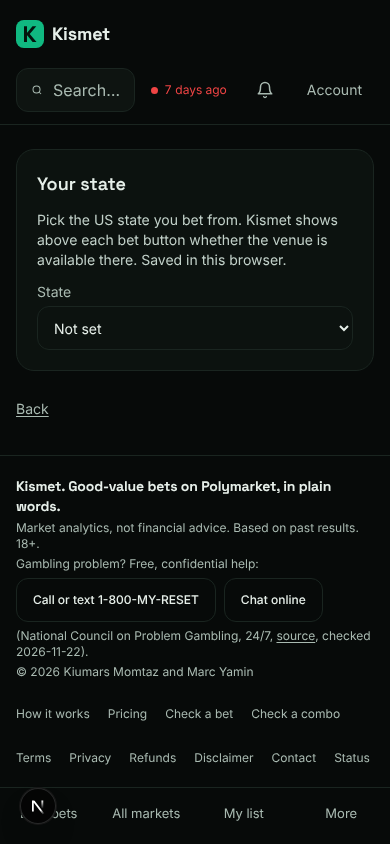 K Kismet
Search... 7 days ago Account
Your state
Pick the US state you bet from. Kismet shows
above each bet button whether the venue is
available there. Saved in this browser.
State
Not set
Back
Kismet. Good-value bets on Polymarket, in plain
words.
Market analytics, not financial advice. Based on past results.
18+.
Gambling problem? Free, confidential help:
Call or text 1-800-MY-RESET Chat online
(National Council on Problem Gambling, 24/7, source, checked
2026-11-22).
© 2026 Kiumars Momtaz and Marc Yamin
How it works Pricing Check a bet Check a combo
Terms Privacy Refunds Disclaimer Contact Status
N bets All markets My list More